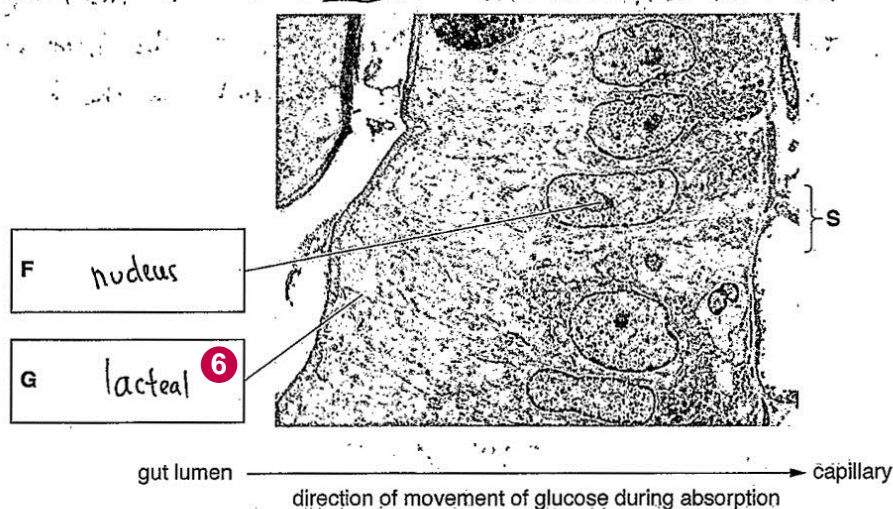 S
F nucleus
G lacteal 6
gut lumen capillary
direction of movement of glucose during absorption